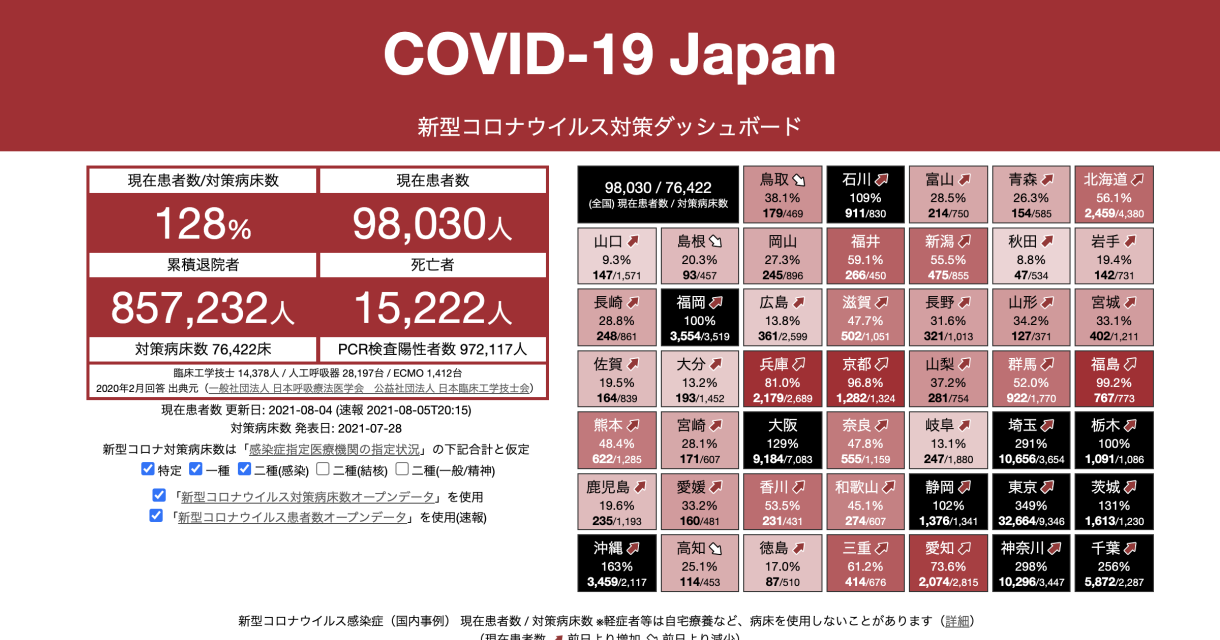 COVID-19 Japan
新型コロナウイルス対策ダッシュボード
現在患者数/対策病床数
現在患者数
128%
98,030人
累積退院者
死亡者
857,232人
15,222人
対策病床数 76,422床
PCR検査陽性者数 972,117人
臨床工学技士 14,378人 / 人工呼吸器 28,197台 / ECMO 1,412台
2020年2月回答 出典元（一般社団法人 日本呼吸療法医学会　公益社団法人 日本臨床工学技士会）
現在患者数 更新日: 2021-08-04 (速報 2021-08-05T20:15)
対策病床数 発表日: 2021-07-28
新型コロナ対策病床数は「感染症指定医療機関の指定状況」の下記合計と仮定
特定 一種 二種(感染) 二種(結核) 二種(一般/精神)
「新型コロナウイルス対策病床数オープンデータ」を使用
「新型コロナウイルス患者数オープンデータ」を使用(速報)
98,030 / 76,422
(全国) 現在患者数 / 対策病床数
鳥取
38.1%
179/469
石川
109%
911/830
富山
28.5%
214/750
青森
26.3%
154/585
北海道
56.1%
2,459/4,380
山口
9.3%
147/1,571
島根
20.3%
93/457
岡山
27.3%
245/896
福井
59.1%
266/450
新潟
55.5%
475/855
秋田
8.8%
47/534
岩手
19.4%
142/731
長崎
28.8%
248/861
福岡
100%
3,554/3,519
広島
13.8%
361/2,599
滋賀
47.7%
502/1,051
長野
31.6%
321/1,013
山形
34.2%
127/371
宮城
33.1%
402/1,211
佐賀
19.5%
164/839
大分
13.2%
193/1,452
兵庫
81.0%
2,179/2,689
京都
96.8%
1,282/1,324
山梨
37.2%
281/754
群馬
52.0%
922/1,770
福島
99.2%
767/773
熊本
48.4%
622/1,285
宮崎
28.1%
171/607
大阪
129%
9,184/7,083
奈良
47.8%
555/1,159
岐阜
13.1%
247/1,880
埼玉
291%
10,656/3,654
栃木
100%
1,091/1,086
鹿児島
19.6%
235/1,193
愛媛
33.2%
160/481
香川
53.5%
231/431
和歌山
45.1%
274/607
静岡
102%
1,376/1,341
東京
349%
32,664/9,346
茨城
131%
1,613/1,230
沖縄
163%
3,459/2,117
高知
25.1%
114/453
徳島
17.0%
87/510
三重
61.2%
414/676
愛知
73.6%
2,074/2,815
神奈川
298%
10,296/3,447
千葉
256%
5,872/2,287
新型コロナウイルス感染症（国内事例） 現在患者数 / 対策病床数 ※軽症者等は自宅療養など、病床を使用しないことがあります（詳細）
（現在患者数 前日より増加 前日より減少）